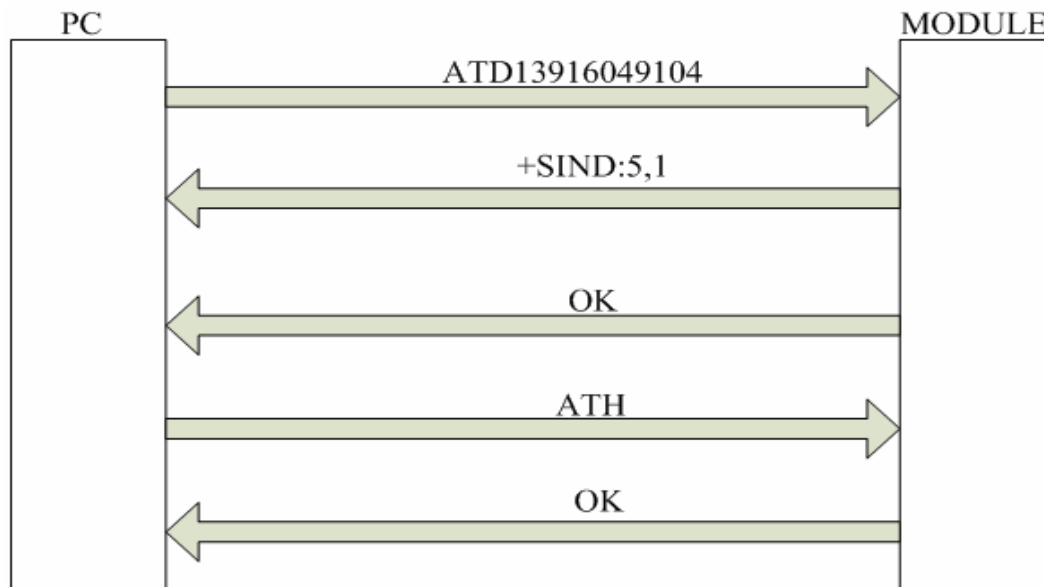 PC
MODULE
ATD13916049104
+SIND:5,1
OK
ATH
OK